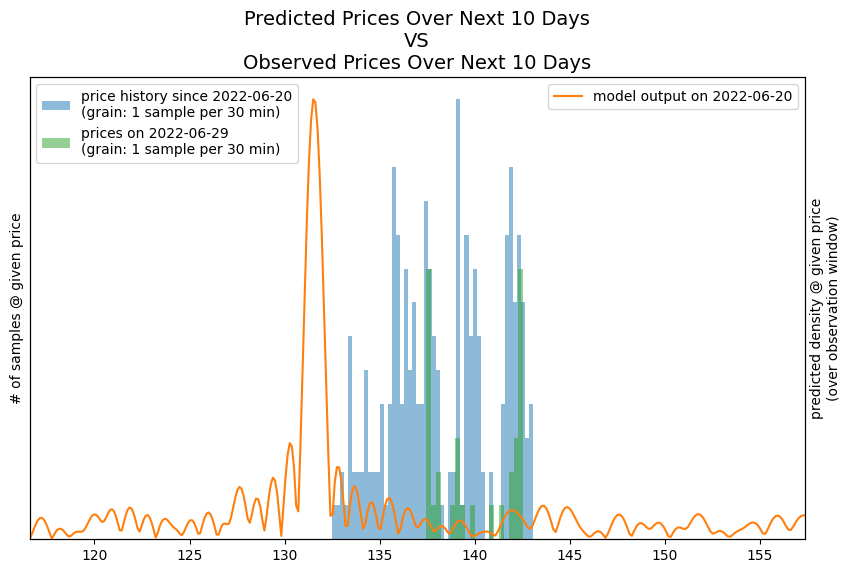 Predicted Prices Over Next 10 Days
VS
Observed Prices Over Next 10 Days
price history since 2022-06-20
(grain: 1 sample per 30 min)
prices on 2022-06-29
(grain: 1 sample per 30 min)
model output on 2022-06-20
# of samples @ given price
predicted density @ given price
(over observation window)
120
125
130
135
140
145
150
155